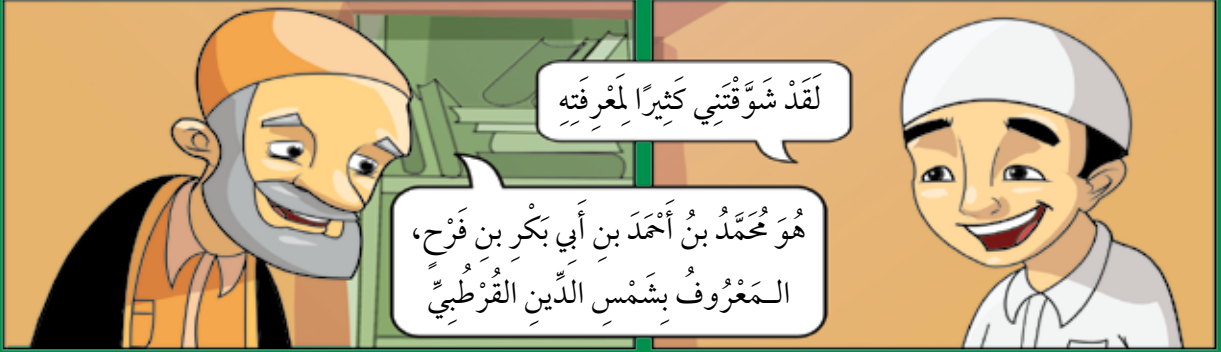 لَقَدْ شَوَّقْتَنِي كَثِيرًا لِمَعْرِفَتِهِ
هُوَ مُحَمَّدُ بنُ أَحْمَدَ بنِ أَبِي بَكْرِ بنِ فَرْحٍ،
الـمَعْرُوفُ بِشَمْسِ الدِّينِ القُرْطُبِيِّ